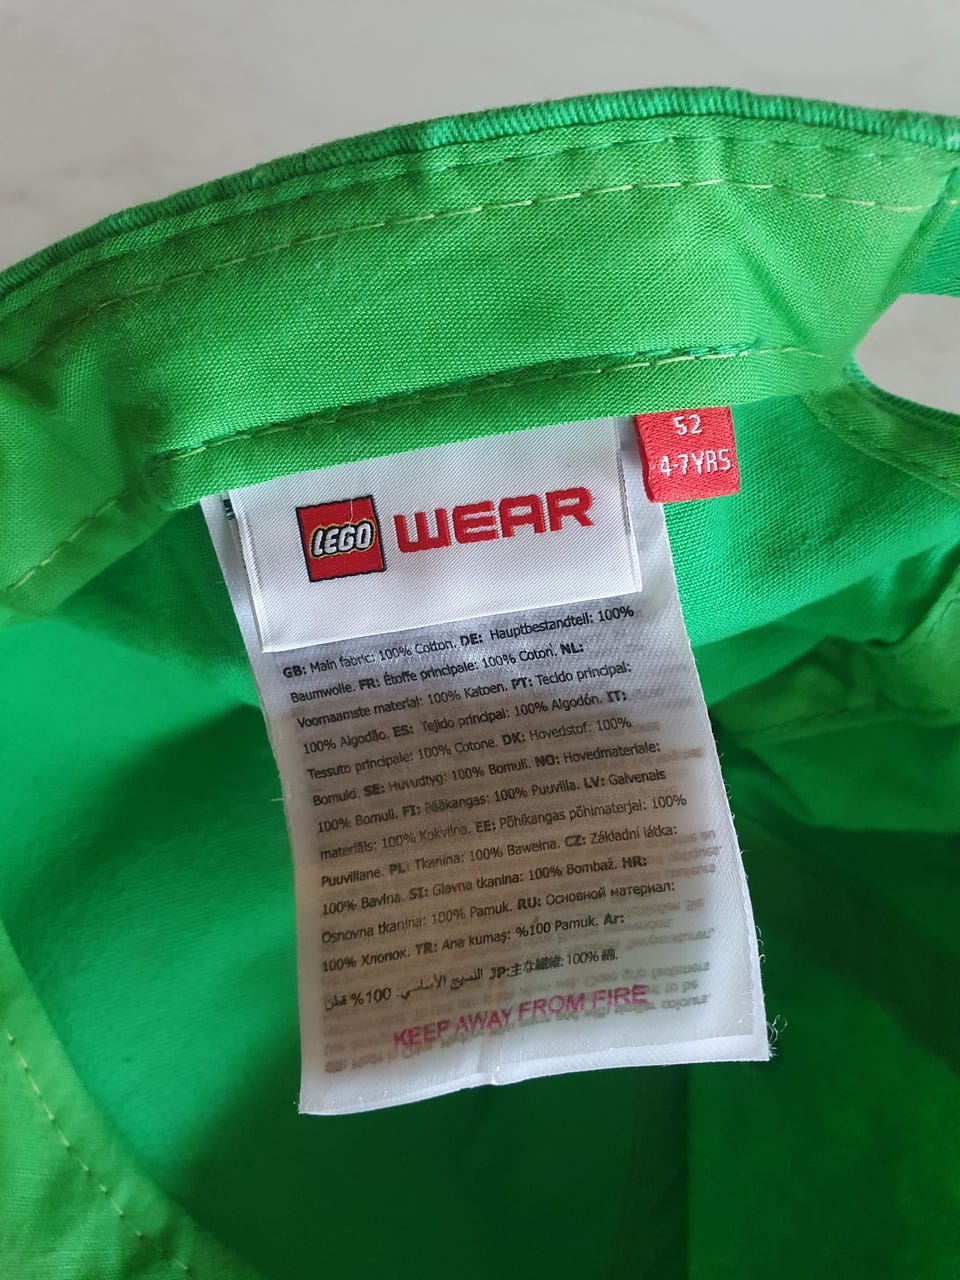 52
4-7YRS
LEGO WEAR
GB: Main fabric: 100% Cotton. DE: Hauptbestandteil: 100%
Baumwolle. FR: Étoffe principale: 100% Coton. NL:
Voornaamste material: 100% Katoen. PT: Tecido principal:
100% Algodão. ES: Tejido principal: 100% Algodón. IT:
Tessuto principale: 100% Cotone. DK: Hovedstof: 100%
Bomuld. SE: Huvudtyg: 100% Bomull. NO: Hovedmateriale:
100% Bomull. FI: Pääkangas: 100% Puuvilla. LV: Galvenais
materiāls: 100% Kokvilna. EE: Põhikangas põhimaterjal: 100%
Puuvillane. PL: Tkanina: 100% Bawełna. CZ: Základní látka:
100% Bavlna. SI: Glavna tkanina: 100% Bombaž. HR:
Osnovna tkanina: 100% Pamuk. RU: Основной материал:
100% Хлопок. TR: Ana kumaş: %100 Pamuk. Ar:
النسيج الأساسي: 100% قطن JP:主な繊維: 100% 綿.
KEEP AWAY FROM FIRE